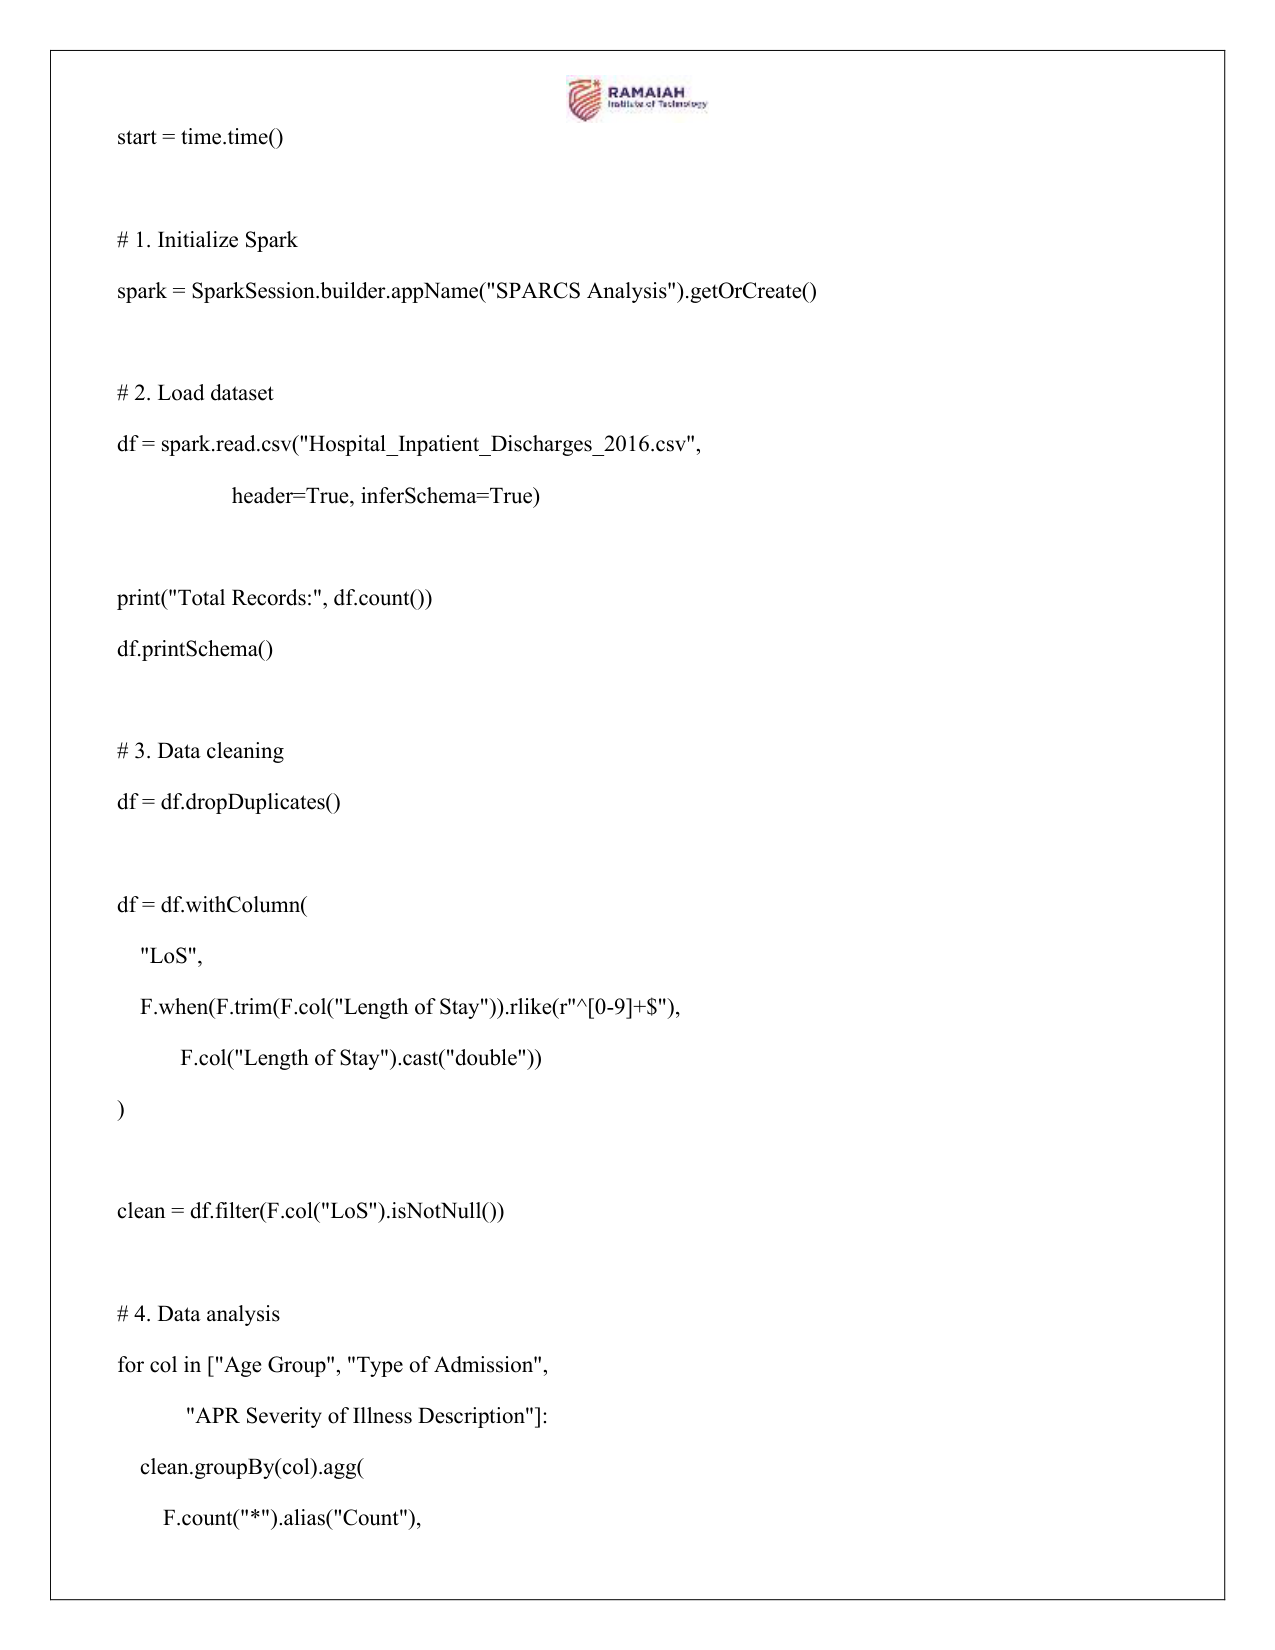 RAMAIAH
Institute of Technology
start = time.time()
# 1. Initialize Spark
spark = SparkSession.builder.appName("SPARCS Analysis").getOrCreate()
# 2. Load dataset
df = spark.read.csv("Hospital_Inpatient_Discharges_2016.csv",
header=True, inferSchema=True)
print("Total Records:", df.count())
df.printSchema()
# 3. Data cleaning
df = df.dropDuplicates()
df = df.withColumn(
"LoS",
F.when(F.trim(F.col("Length of Stay")).rlike(r"^[0-9]+$"),
F.col("Length of Stay").cast("double"))
)
clean = df.filter(F.col("LoS").isNotNull())
# 4. Data analysis
for col in ["Age Group", "Type of Admission",
"APR Severity of Illness Description"]:
clean.groupBy(col).agg(
F.count("*").alias("Count"),